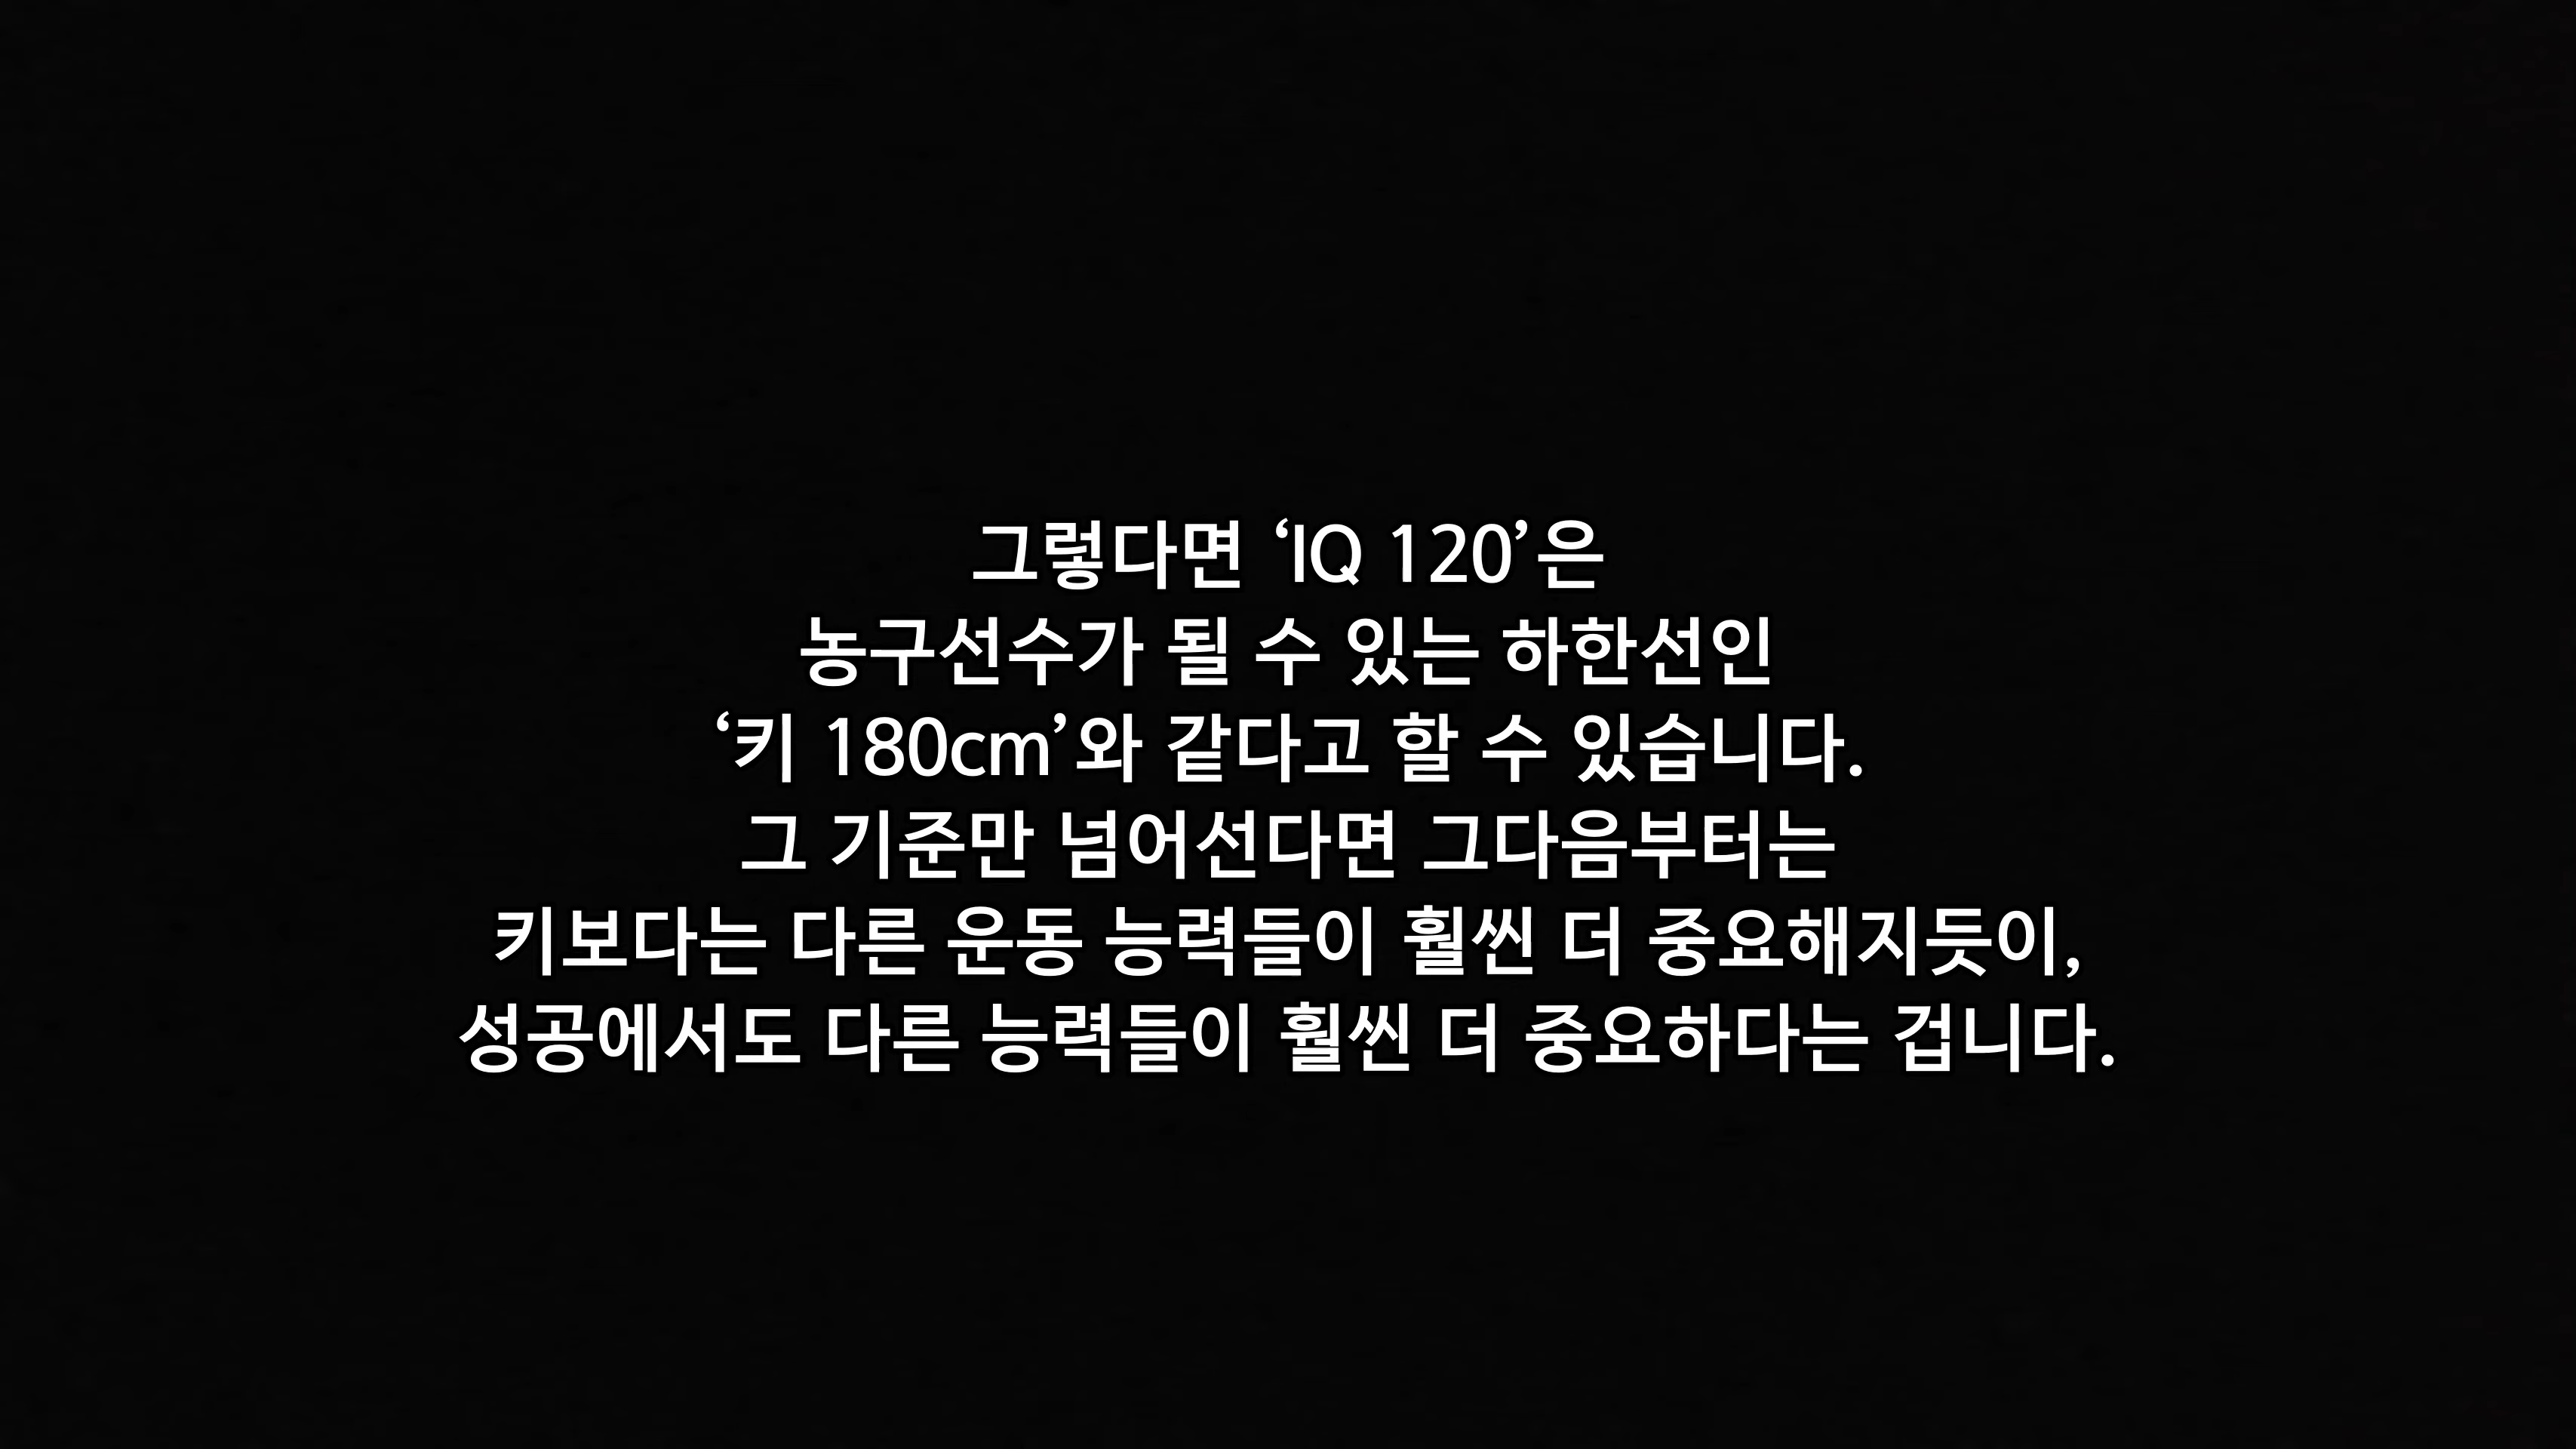 그렇다면 ‘IQ 120’은
농구선수가 될 수 있는 하한선인
‘키 180cm’와 같다고 할 수 있습니다.
그 기준만 넘어선다면 그다음부터는
키보다는 다른 운동 능력들이 훨씬 더 중요해지듯이,
성공에서도 다른 능력들이 훨씬 더 중요하다는 겁니다.